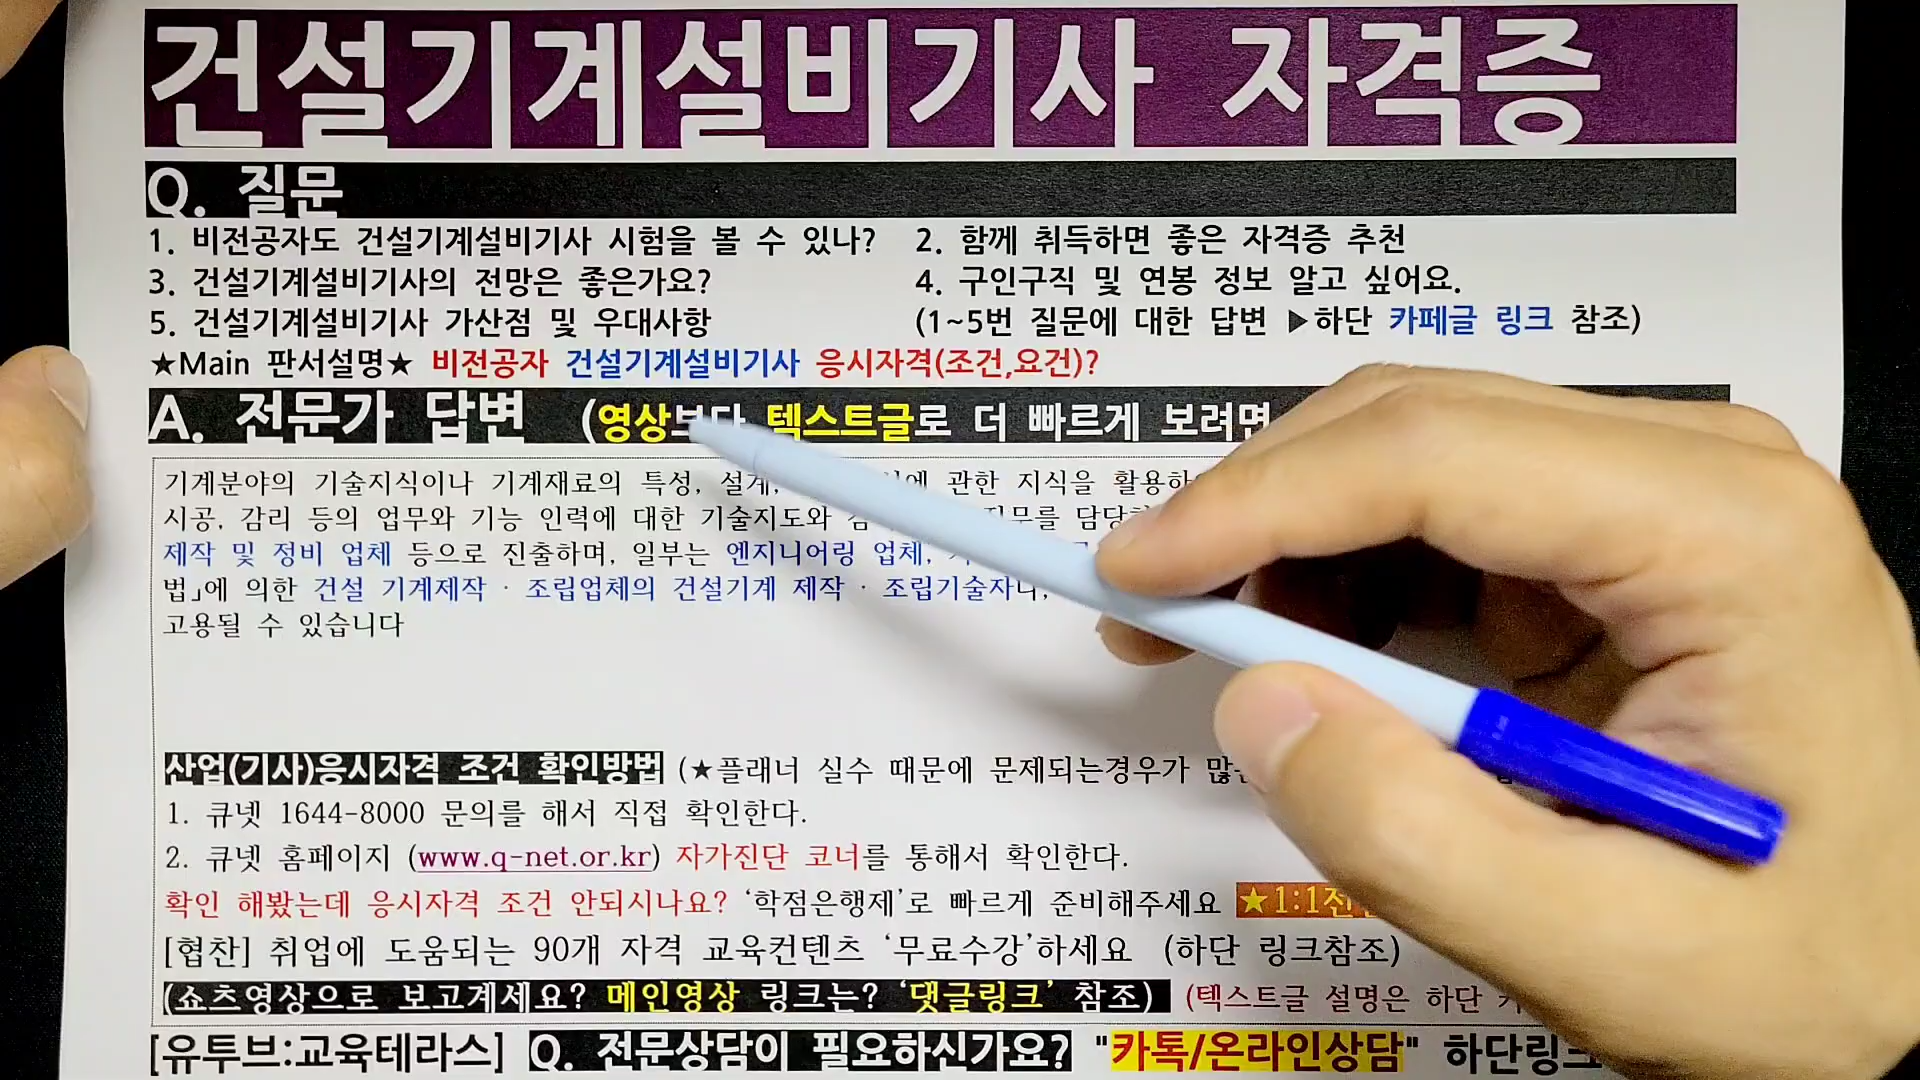 건설기계설비기사 자격증
Q. 질문
1. 비전공자도 건설기계설비기사 시험을 볼 수 있나? 2. 함께 취득하면 좋은 자격증 추천
3. 건설기계설비기사의 전망은 좋은가요? 4. 구인구직 및 연봉 정보 알고 싶어요.
5. 건설기계설비기사 가산점 및 우대사항 (1~5번 질문에 대한 답변 ▶하단 카페글 링크 참조)
★Main 판서설명★ 비전공자 건설기계설비기사 응시자격(조건,요건)?
A. 전문가 답변 (영상보다 텍스트글로 더 빠르게 보려면
기계분야의 기술지식이나 기계재료의 특성, 설계, 관한 지식을
시공, 감리 등의 업무와 기능 인력에 대한 기술지도와
제작 및 정비 업체 등으로 진출하며, 일부는 엔지니어링 업체,
법」에 의한 건설 기계제작 · 조립업체의 건설기계 제작 · 조립기술자나,
고용될 수 있습니다
산업(기사)응시자격 조건 확인방법 (★플래너 실수 때문에 문제되는경우가
1. 큐넷 1644-8000 문의를 해서 직접 확인한다.
2. 큐넷 홈페이지 (www.q-net.or.kr) 자가진단 코너를 통해서 확인한다.
확인 해봤는데 응시자격 조건 안되시나요? ‘학점은행제’로 빠르게 준비해주세요
[협찬] 취업에 도움되는 90개 자격 교육컨텐츠 ‘무료수강’하세요 (하단 링크참조)
(쇼츠영상으로 보고계세요? 메인영상 링크는? ‘댓글링크’ 참조) (텍스트글 설명은 하단
[유투브:교육테라스] Q. 전문상담이 필요하신가요? "카톡/온라인상담" 하단링크